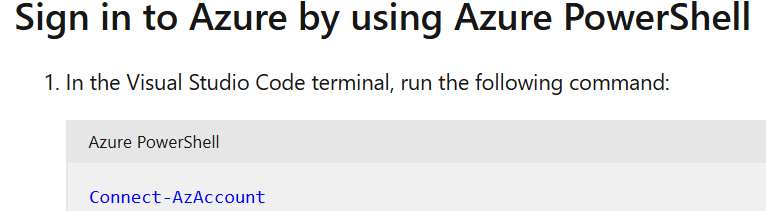 Sign in to Azure by using Azure PowerShell
1. In the Visual Studio Code terminal, run the following command:
Azure PowerShell
Connect-AzAccount